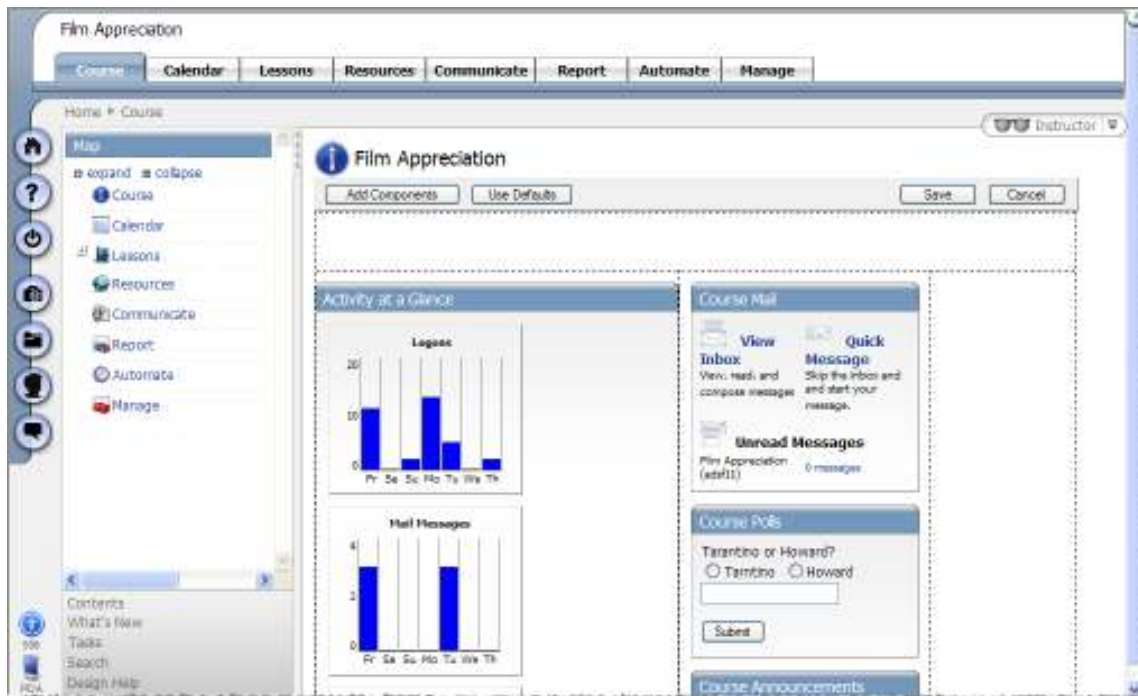 Film Appreciation
Course Calendar Lessons Resources Communicate Report Automate Manage
Home Course
Instructor
Map
expand collapse
Course
Calendar
Lessons
Resources
Communicate
Report
Automate
Manage
Contents
What's New
Tasks
Search
Design Help
Film Appreciation
Add Components Use Defaults Save Cancel
Activity at a Glance
Logons
20
10
0
Fr Sa Su Mo Tu We Th
Mail Messages
4
2
0
Fr Sa Su Mo Tu We Th
Course Mail
View Inbox
View, read, and
compose messages
Quick Message
Skip the inbox and
and start your
message.
Unread Messages
Film Appreciation
0 messages
Course Polls
Tarantino or Howard?
Tarntino Howard
Submit
Course Announcements